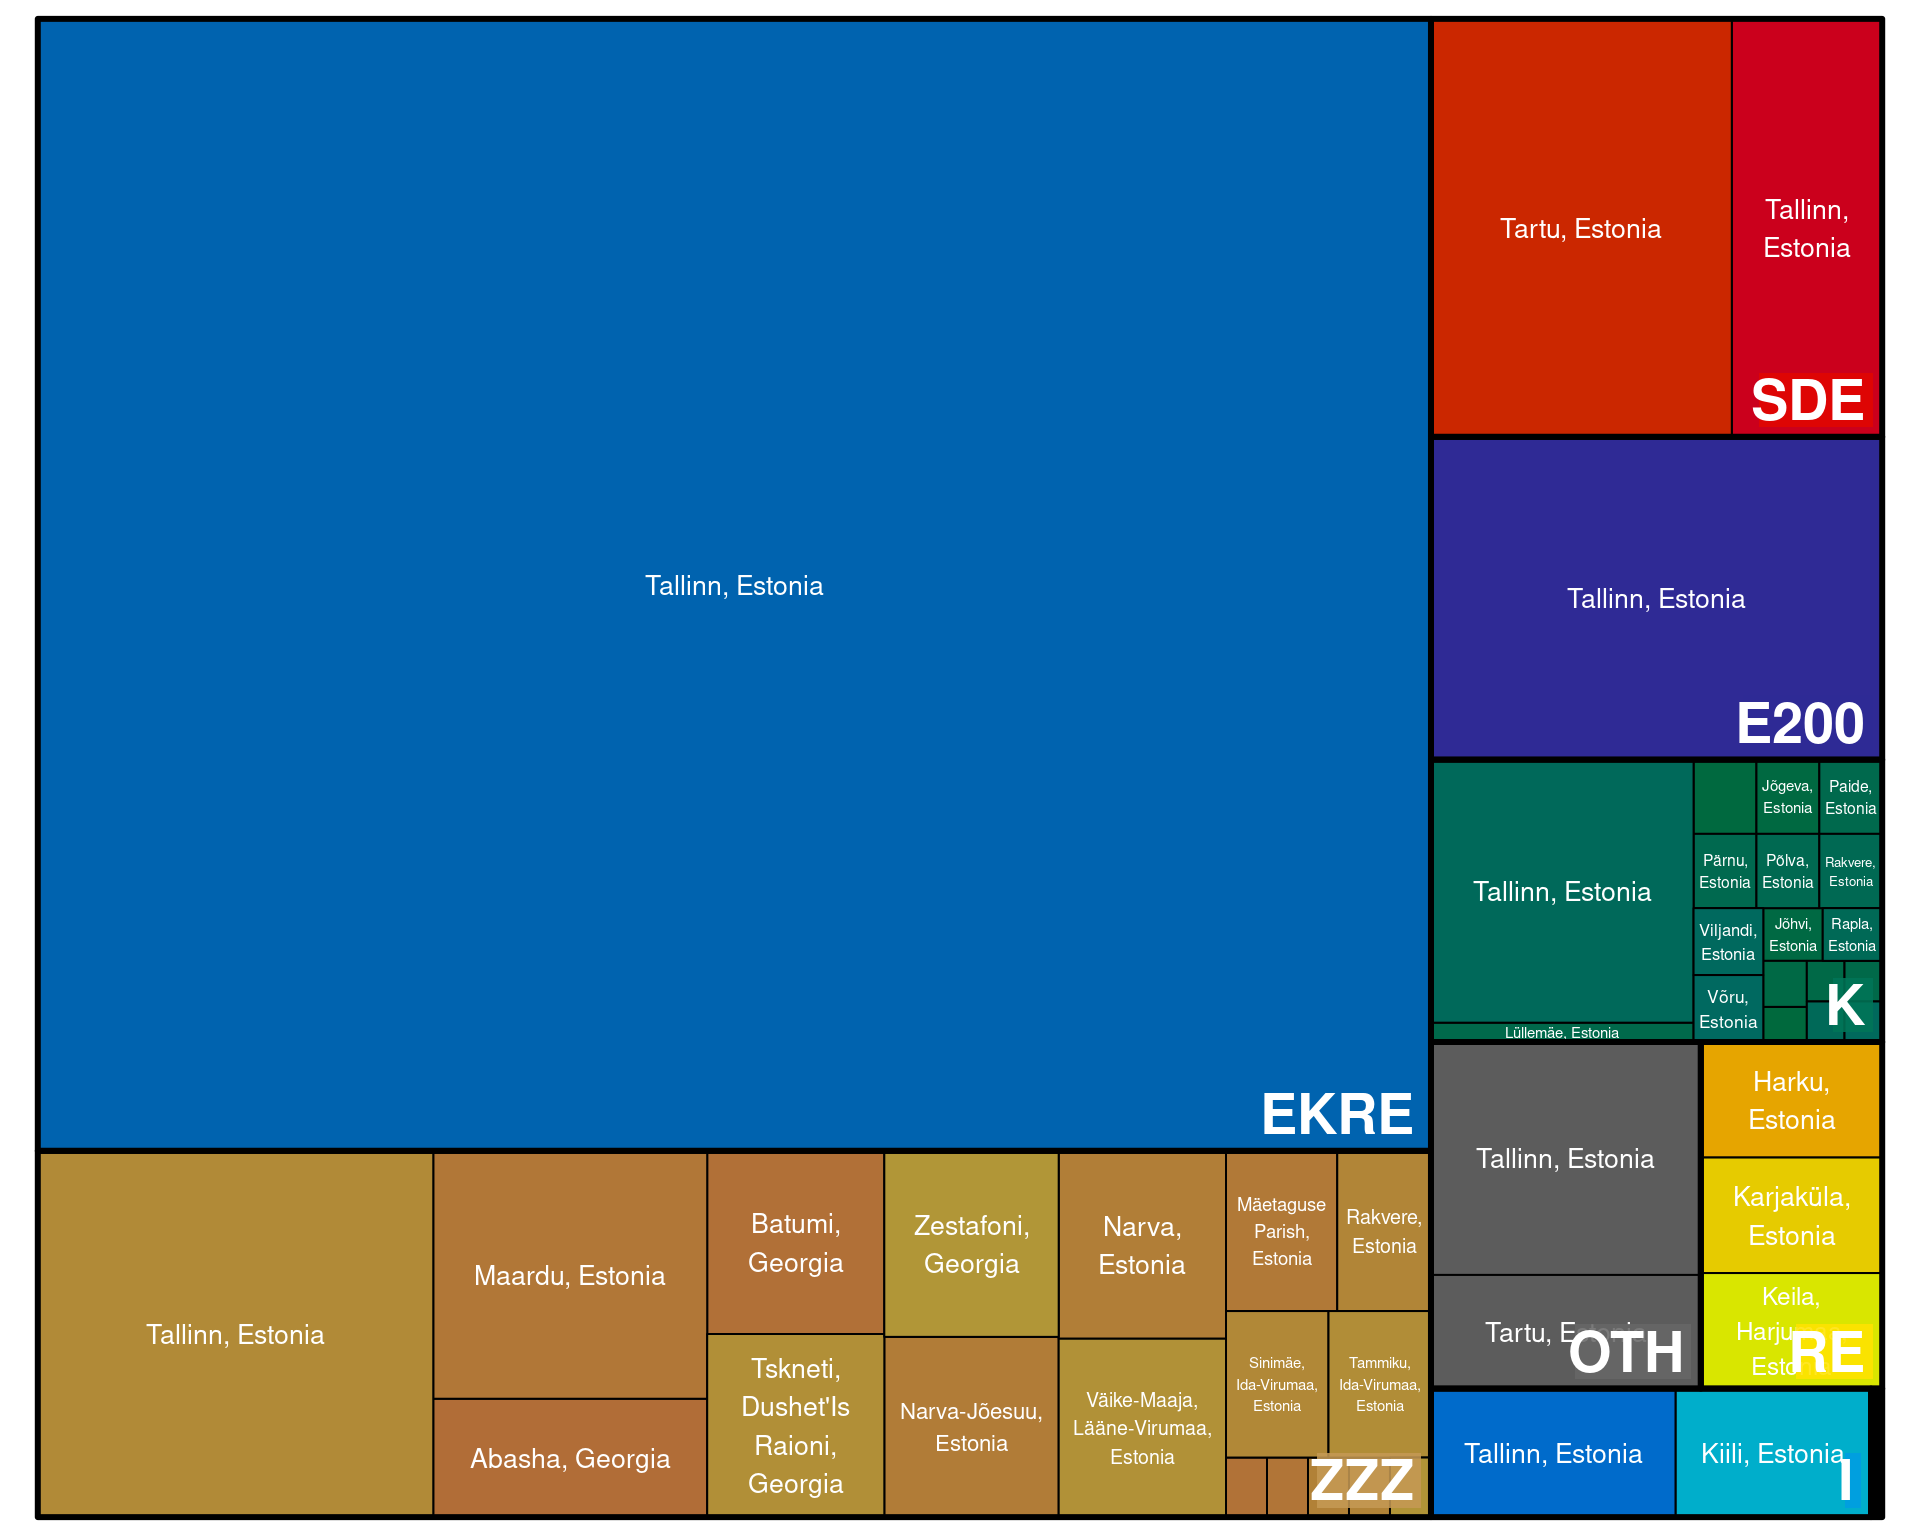 Tallinn, Estonia
EKRE
Tartu, Estonia
Tallinn,
Estonia
SDE
Tallinn, Estonia
E200
Tallinn, Estonia
Jõgeva,
Estonia
Paide,
Estonia
Pärnu,
Estonia
Põlva,
Estonia
Rakvere,
Estonia
Viljandi,
Estonia
Jõhvi,
Estonia
Rapla,
Estonia
Võru,
Estonia
Lüllemäe, Estonia
K
Tallinn, Estonia
Tartu, Estonia
OTH
Harku,
Estonia
Karjaküla,
Estonia
Keila,
Estonia
RE
Tallinn, Estonia
Kiili, Estonia
I
Tallinn, Estonia
Maardu, Estonia
Abasha, Georgia
Batumi,
Georgia
Tskneti,
Dushet'Is
Raioni,
Georgia
Zestafoni,
Georgia
Narva-Jõesuu,
Estonia
Narva,
Estonia
Väike-Maaja,
Lääne-Virumaa,
Estonia
Mäetaguse
Parish,
Estonia
Rakvere,
Estonia
Sinimäe,
Ida-Virumaa,
Estonia
Tammiku,
Ida-Virumaa,
Estonia
ZZZ